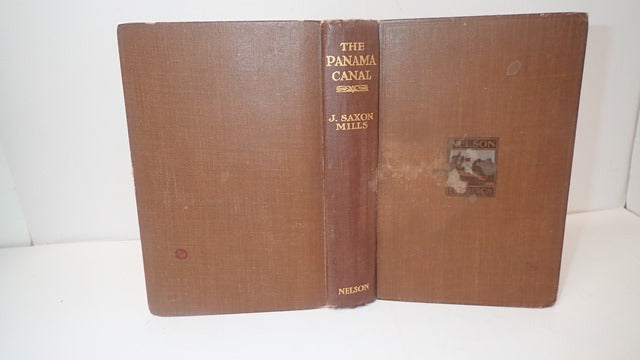 THE
PANAMA
CANAL
J. SAXON
MILLS
NELSON
NELSON